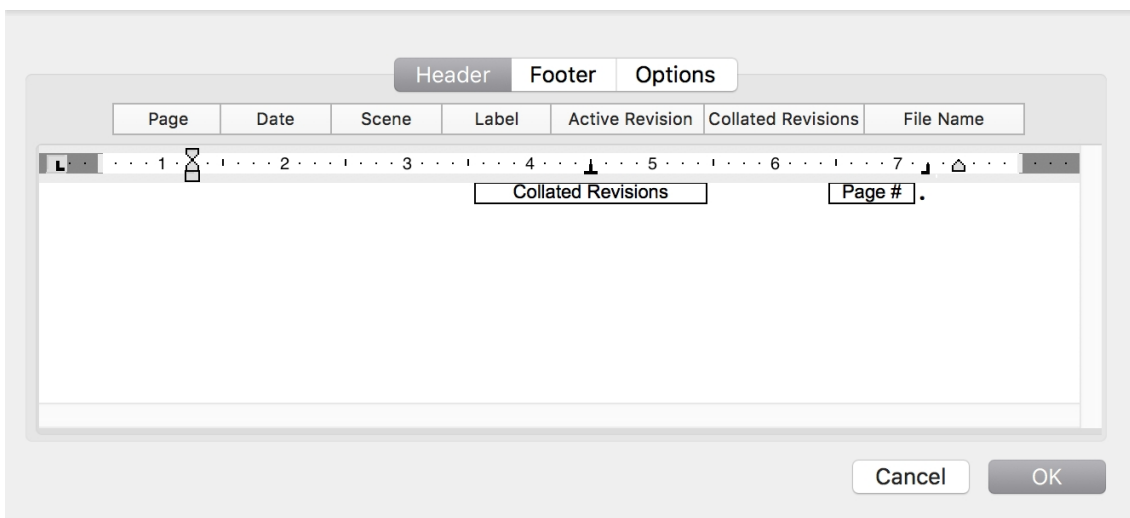 Header Footer Options
Page Date Scene Label Active Revision Collated Revisions File Name
1 2 3 4 5 6 7
Collated Revisions Page # .
Cancel OK